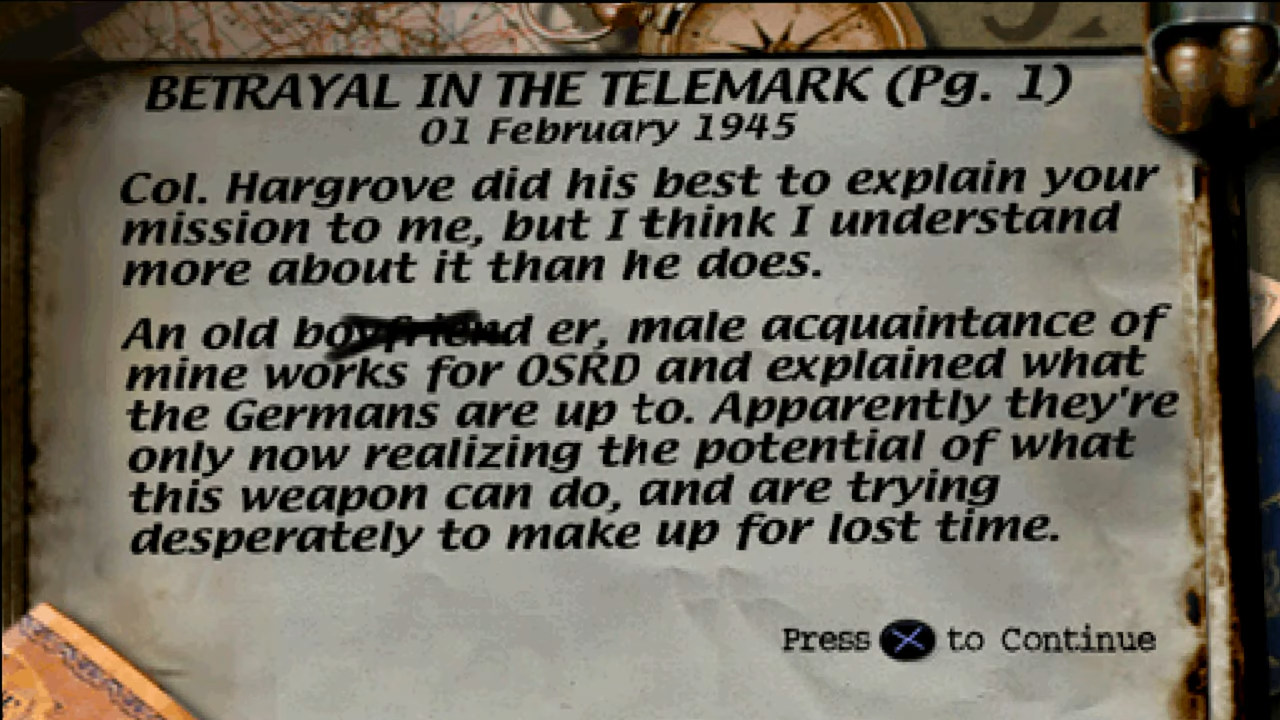 BETRAYAL IN THE TELEMARK (Pg. 1)
01 February 1945
Col. Hargrove did his best to explain your
mission to me, but I think I understand
more about it than he does.
An old boyfriend er, male acquaintance of
mine works for OSRD and explained what
the Germans are up to. Apparently they're
only now realizing the potential of what
this weapon can do, and are trying
desperately to make up for lost time.
Press X to Continue